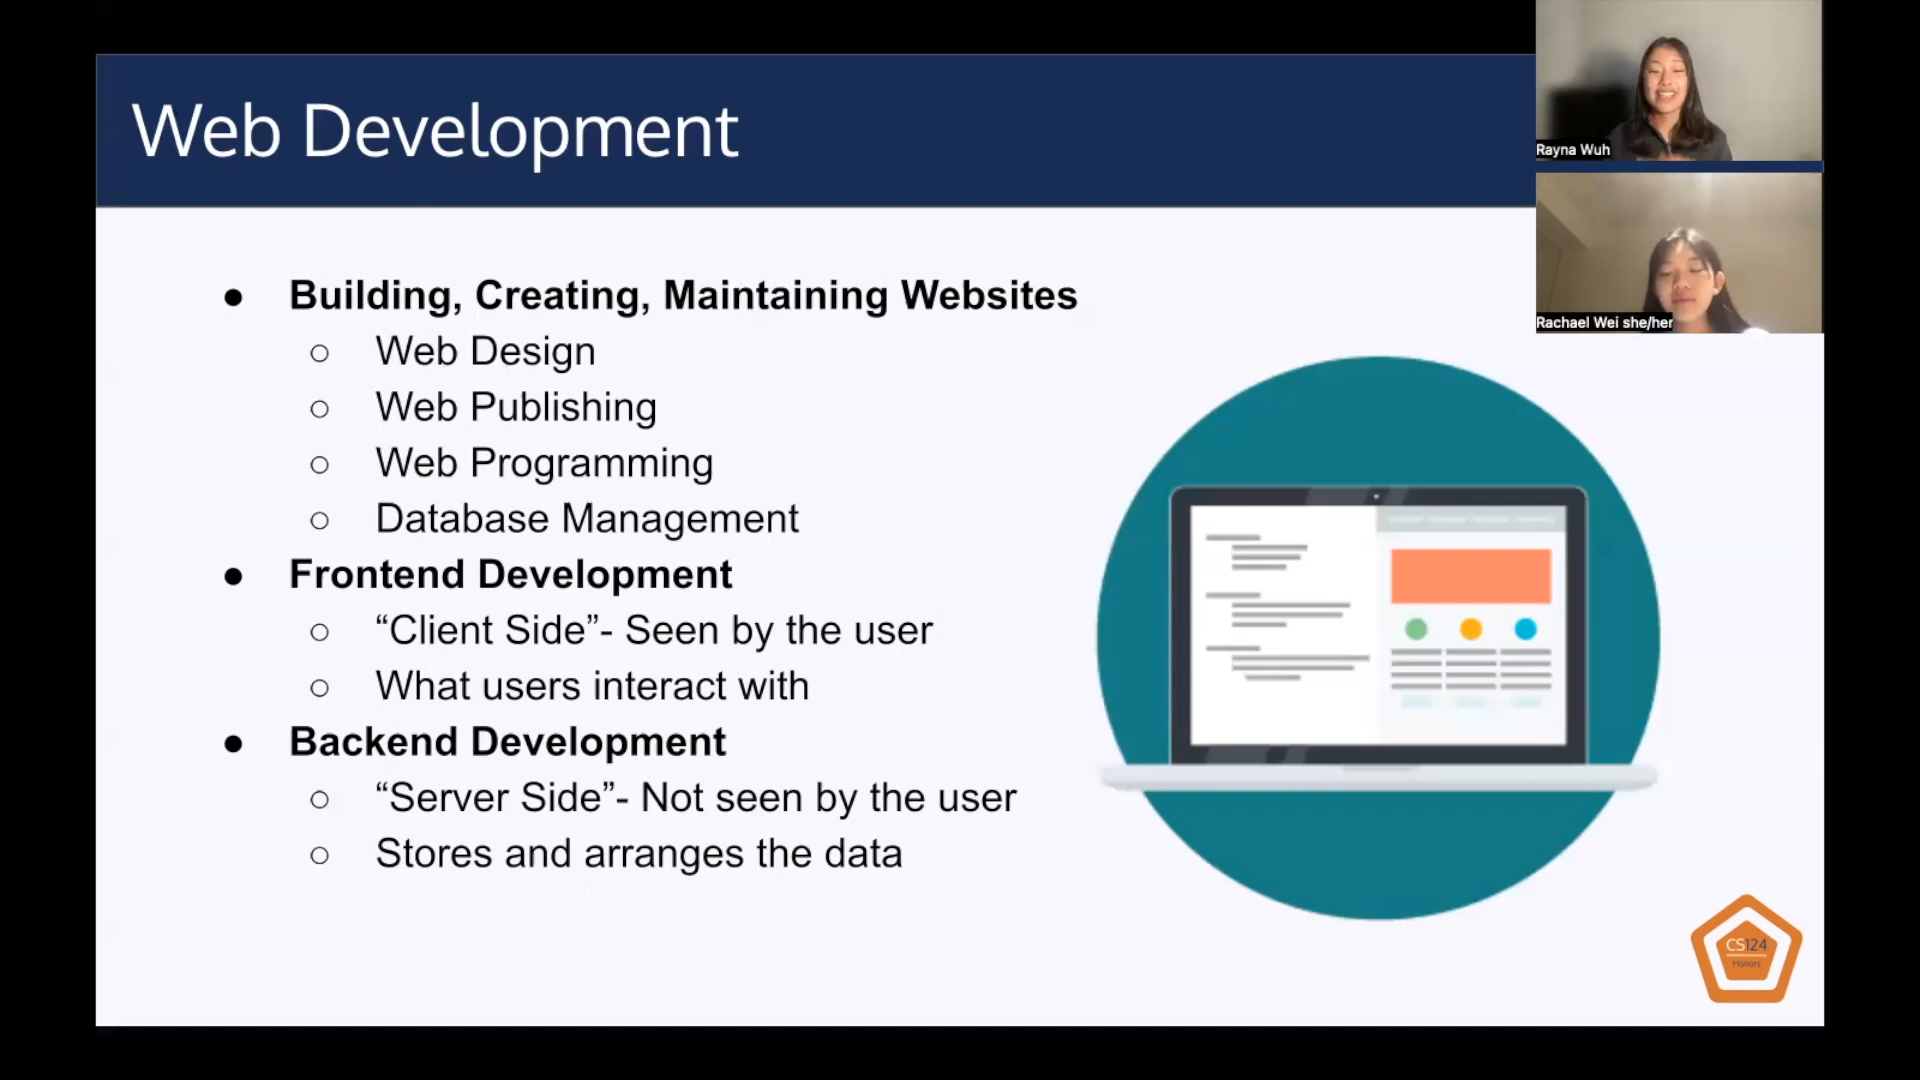 Web Development
Rayna Wuh
Rachael Wei she/her
● Building, Creating, Maintaining Websites
○ Web Design
○ Web Publishing
○ Web Programming
○ Database Management
● Frontend Development
○ “Client Side”- Seen by the user
○ What users interact with
● Backend Development
○ “Server Side”- Not seen by the user
○ Stores and arranges the data
CS124
Honors